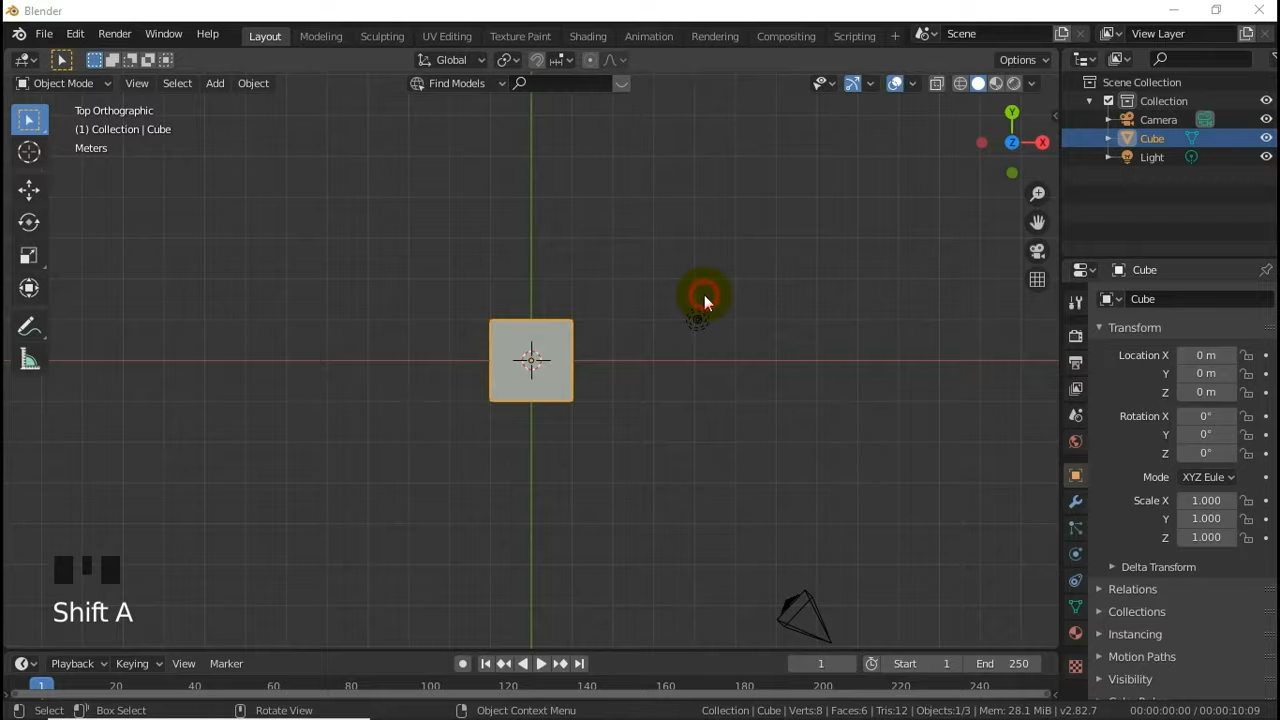 Blender
File Edit Render Window Help Layout Modeling Sculpting UV Editing Texture Paint Shading Animation Rendering Compositing Scripting + Scene View Layer
Global Options
Object Mode View Select Add Object Find Models
Top Orthographic
(1) Collection | Cube
Meters
Y
Z
X
Scene Collection
Collection
Camera
Cube
Light
Cube
Cube
Transform
Location X 0 m
Y 0 m
Z 0 m
Rotation X 0°
Y 0°
Z 0°
Mode XYZ Eule
Scale X 1.000
Y 1.000
Z 1.000
Delta Transform
Relations
Collections
Instancing
Motion Paths
Visibility
Shift A
Playback Keying View Marker 1 Start 1 End 250
1 20 40 60 80 100 120 140 160 180 200 220 240
Select Box Select Rotate View Object Context Menu Collection | Cube | Verts:8 | Faces:6 | Tris:12 | Objects:1/3 | Mem: 28.1 MiB | v2.82.7
00:00:00:00 / 00:00:10:09